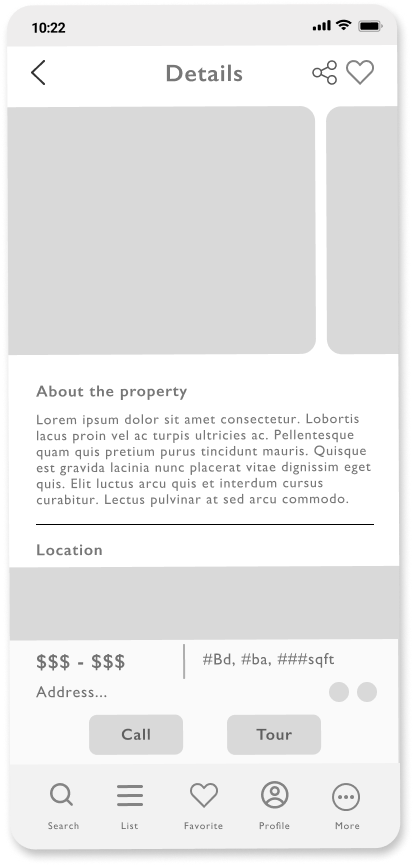 10:22
Details
About the property
Lorem ipsum dolor sit amet consectetur. Lobortis
lacus proin vel ac turpis ultricies ac. Pellentesque
quam quis pretium purus tincidunt mauris. Quisque
est gravida lacinia nunc placerat vitae dignissim eget
quis. Elit luctus arcu quis et interdum cursus
curabitur. Lectus pulvinar at sed arcu commodo.
Location
$$$ - $$$
#Bd, #ba, ###sqft
Address...
Call
Tour
Search
List
Favorite
Profile
More